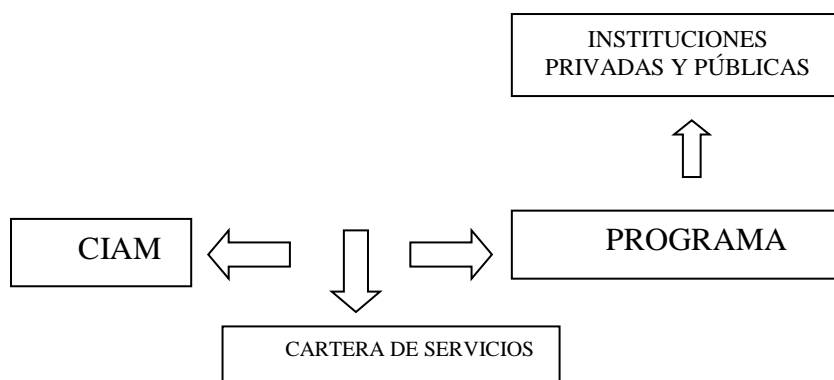 INSTITUCIONES
PRIVADAS Y PÚBLICAS
CIAM
PROGRAMA
CARTERA DE SERVICIOS